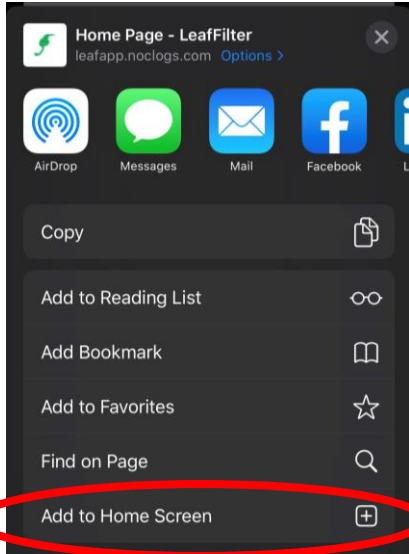 Home Page - LeafFilter
leafapp.noclogs.com Options >
AirDrop Messages Mail Facebook L
Copy
Add to Reading List
Add Bookmark
Add to Favorites
Find on Page
Add to Home Screen